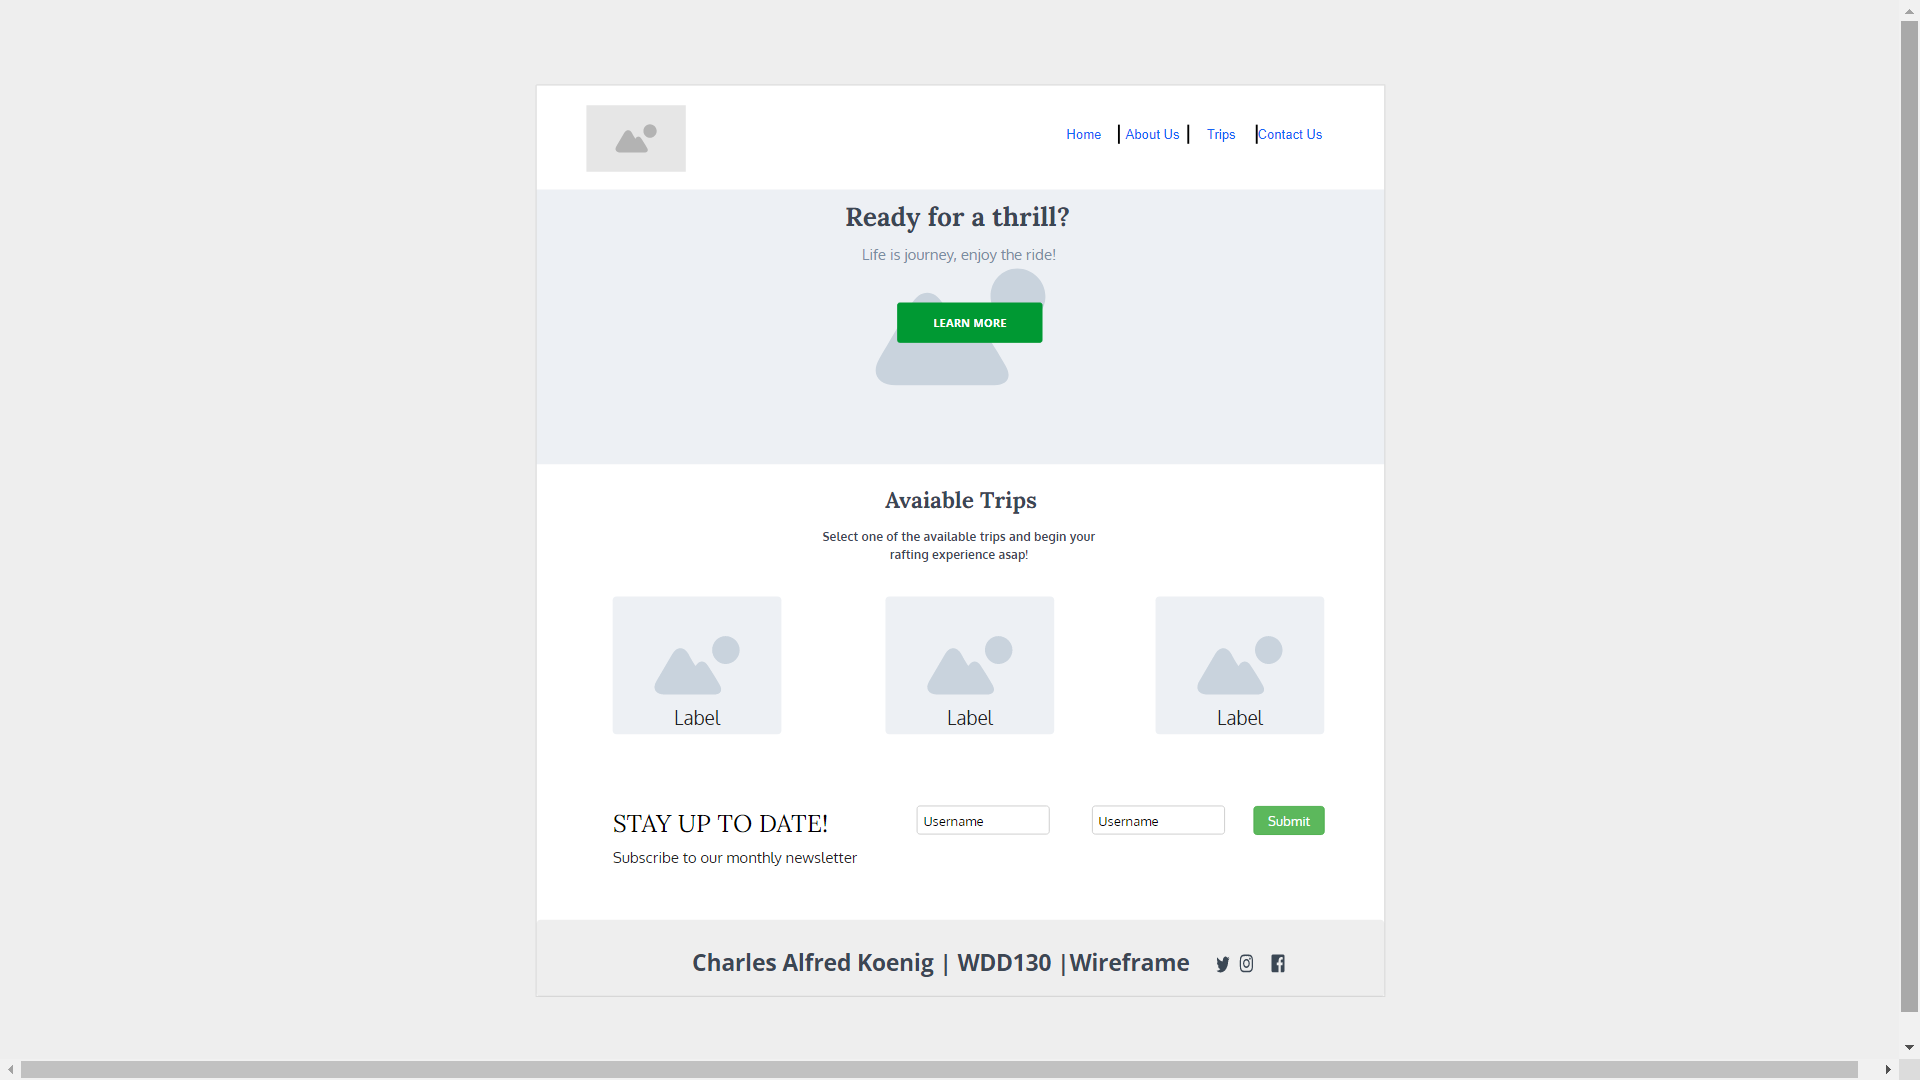 Home | About Us | Trips | Contact Us
Ready for a thrill?
Life is journey, enjoy the ride!
LEARN MORE
Avaiable Trips
Select one of the available trips and begin your
rafting experience asap!
Label Label Label
STAY UP TO DATE! Username Username Submit
Subscribe to our monthly newsletter
Charles Alfred Koenig | WDD130 |Wireframe